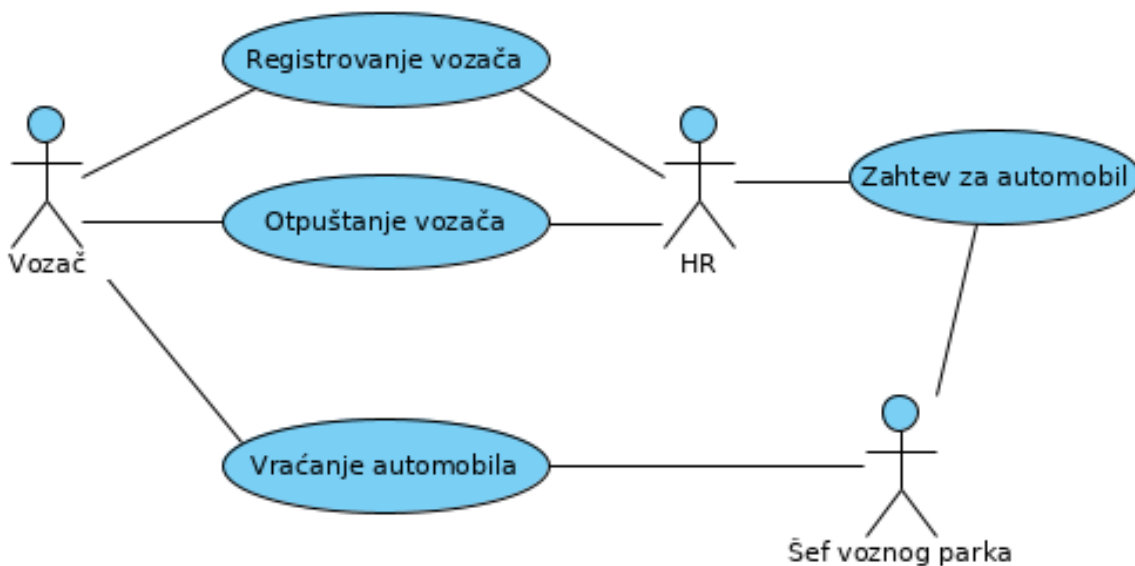 Registrovanje vozača
Zahtev za automobil
Otpuštanje vozača
Vozač
HR
Vraćanje automobila
Šef voznog parka